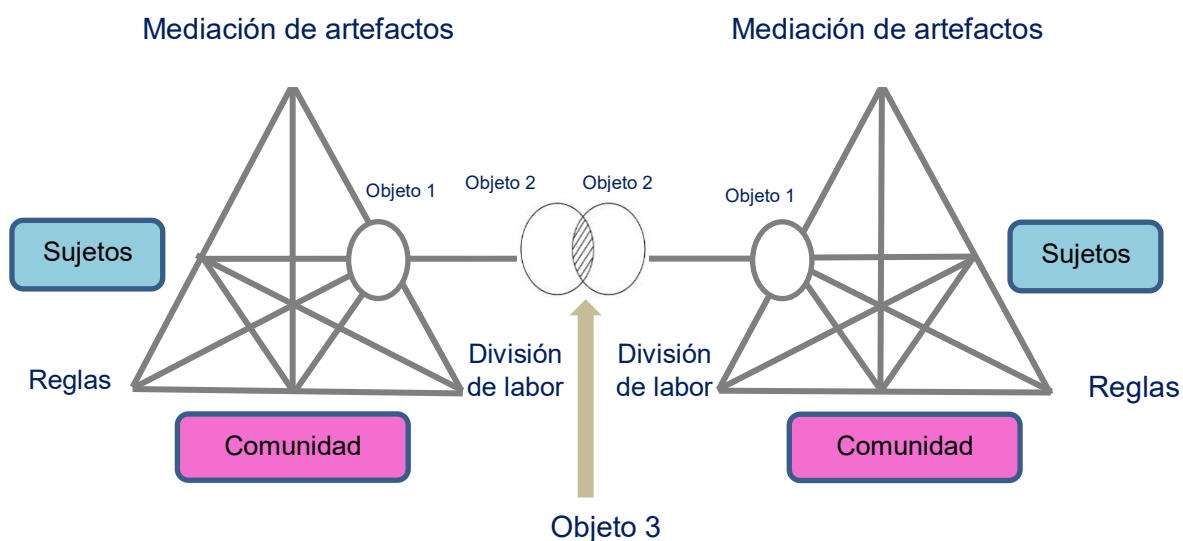 Mediación de artefactos
Mediación de artefactos
Objeto 1
Objeto 2
Objeto 2
Objeto 1
Sujetos
Sujetos
Reglas
División
de labor
División
de labor
Reglas
Comunidad
Comunidad
Objeto 3